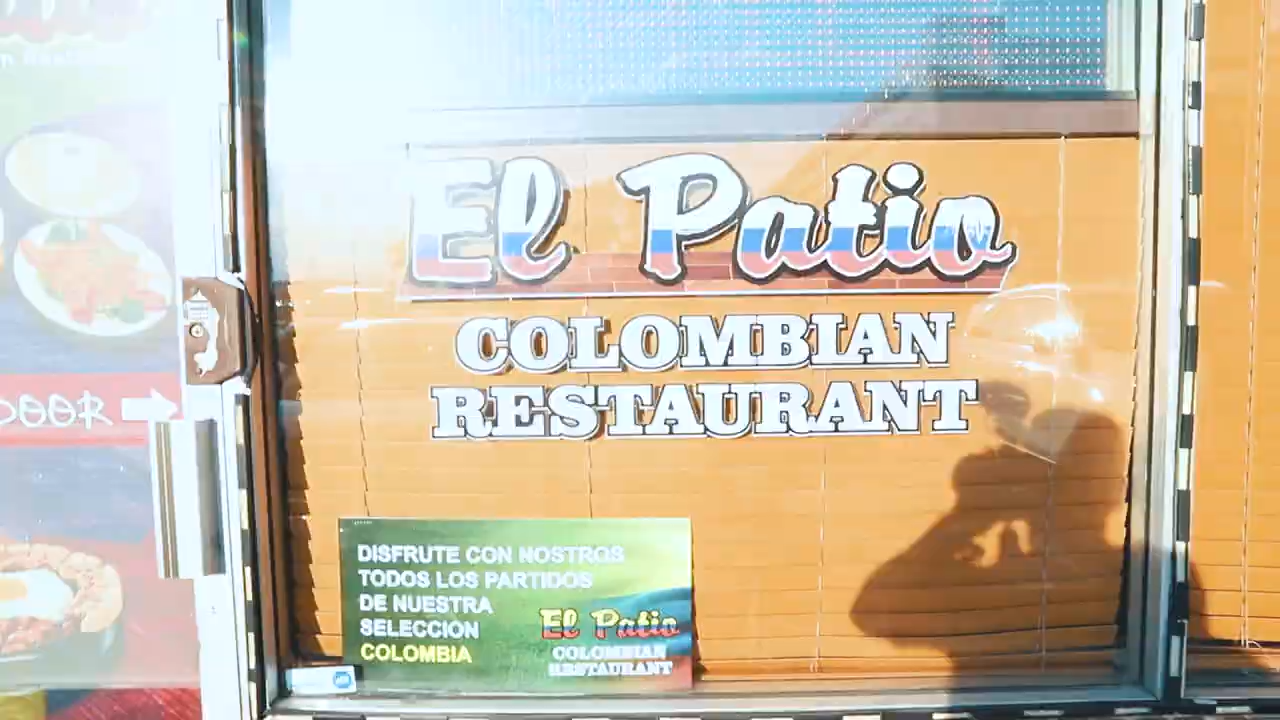 El Patio
COLOMBIAN
RESTAURANT
DOOR
DISFRUTE CON NOSTROS
TODOS LOS PARTIDOS
DE NUESTRA
SELECCION
COLOMBIA
El Patio
COLOMBIAN
RESTAURANT